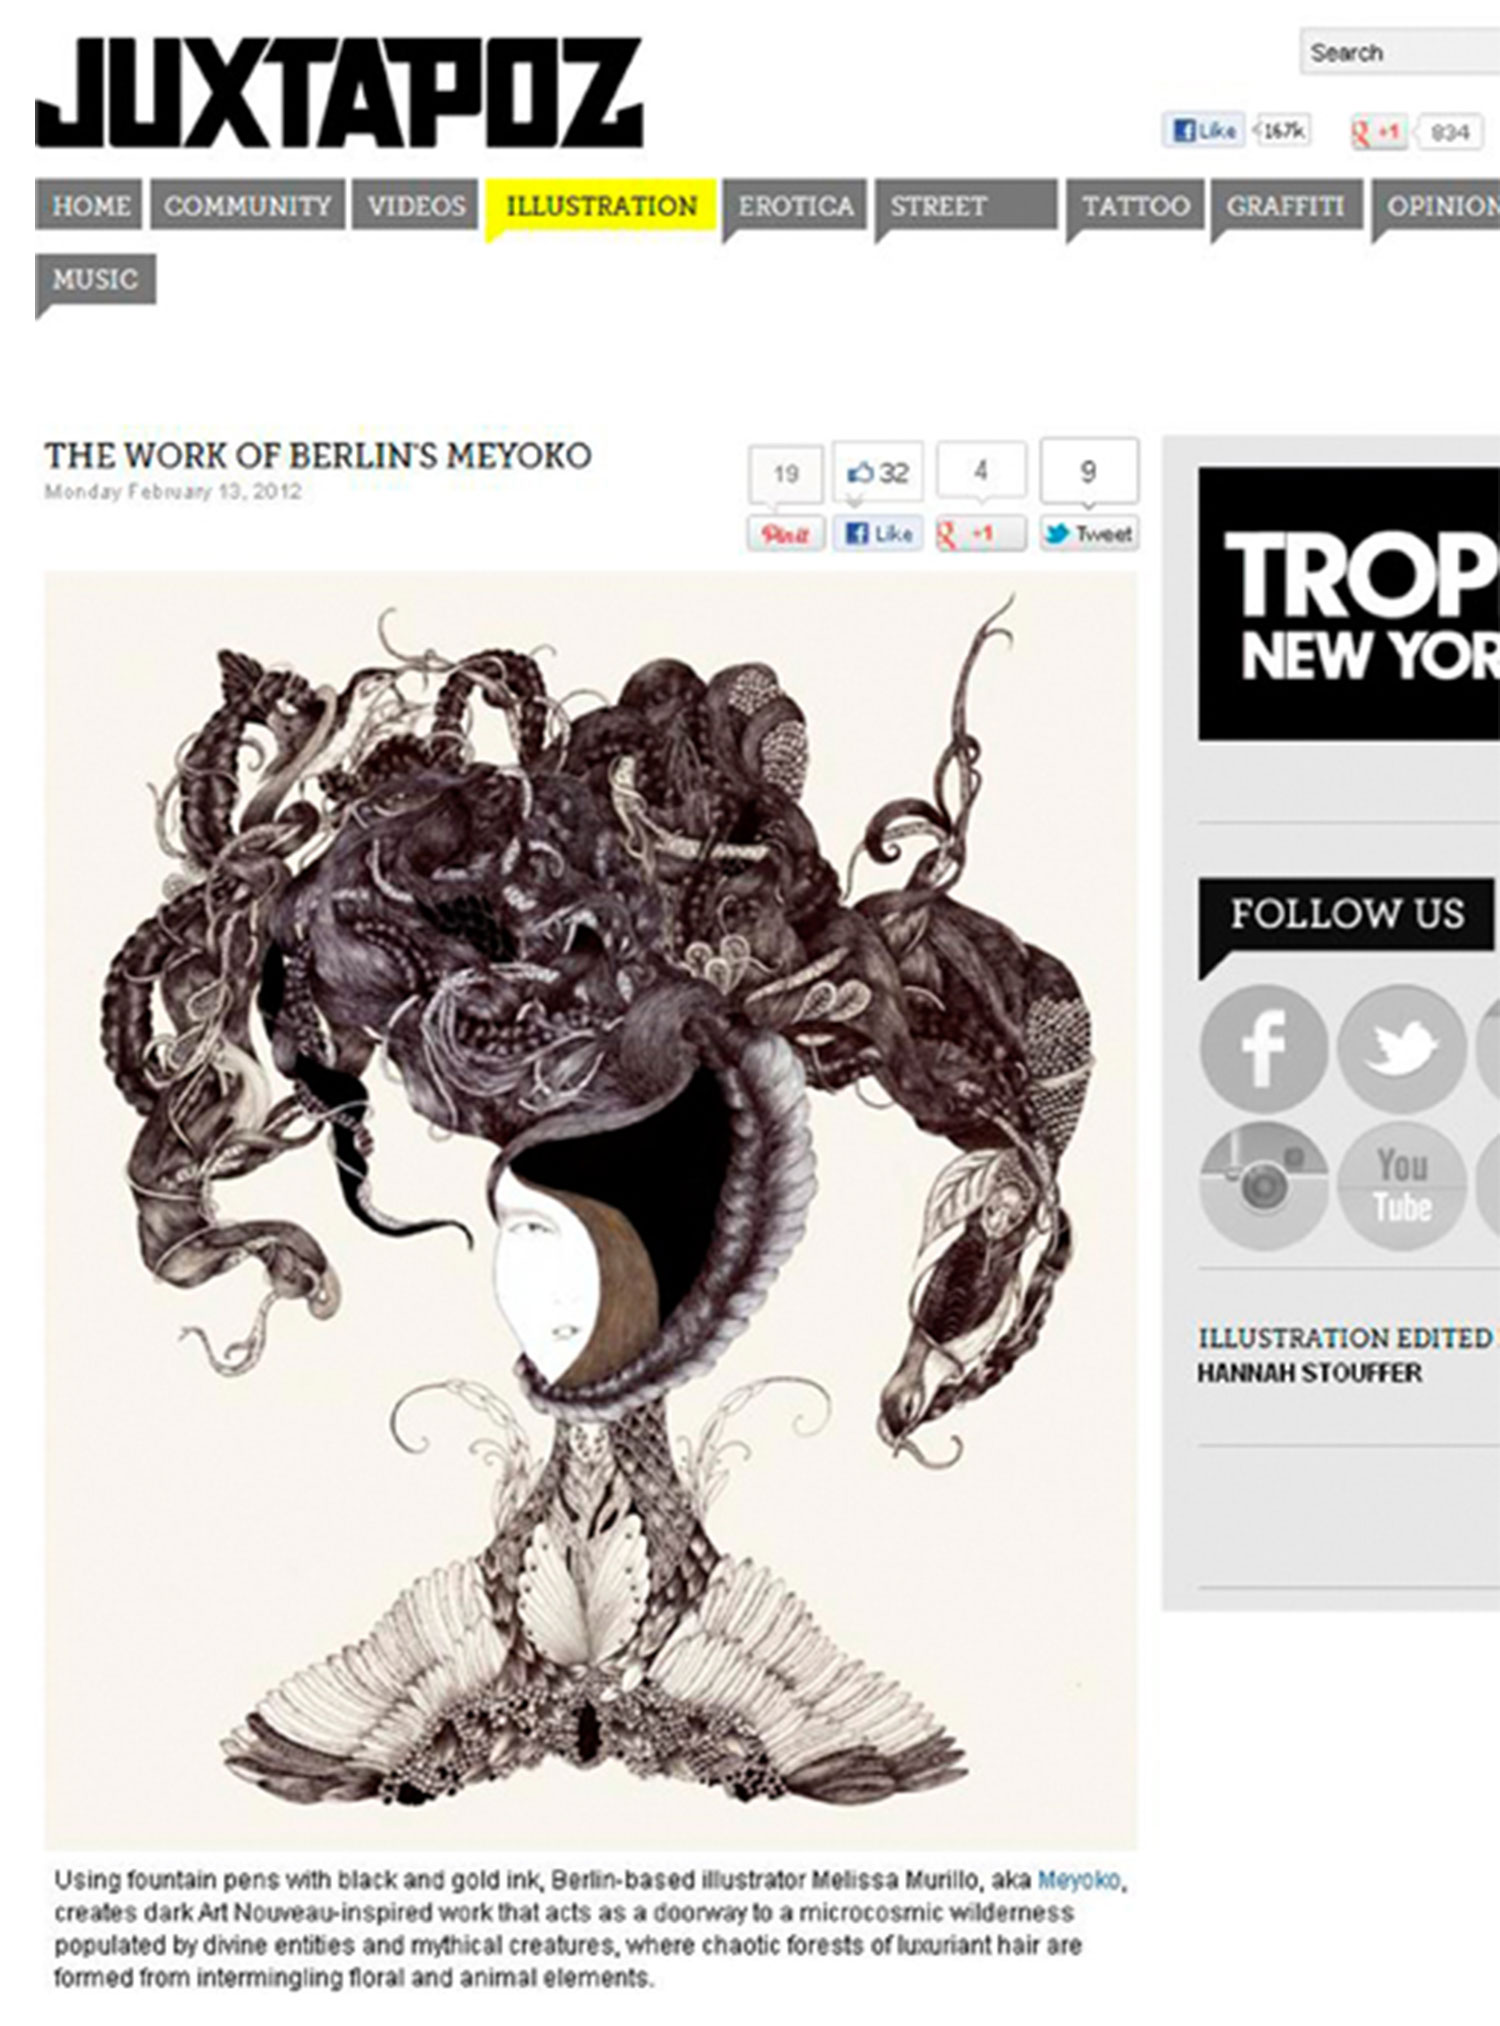 JUXTAPOZ
Search
Like 167k +1 834
HOME COMMUNITY VIDEOS ILLUSTRATION EROTICA STREET TATTOO GRAFFITI OPINION
MUSIC
THE WORK OF BERLIN'S MEYOKO
Monday February 13, 2012
19 32 4 9
Pin it Like +1 Tweet
TROP
NEW YOR
FOLLOW US
You
Tube
ILLUSTRATION EDITED
HANNAH STOUFFER
Using fountain pens with black and gold ink, Berlin-based illustrator Melissa Murillo, aka Meyoko,
creates dark Art Nouveau-inspired work that acts as a doorway to a microcosmic wilderness
populated by divine entities and mythical creatures, where chaotic forests of luxuriant hair are
formed from intermingling floral and animal elements.